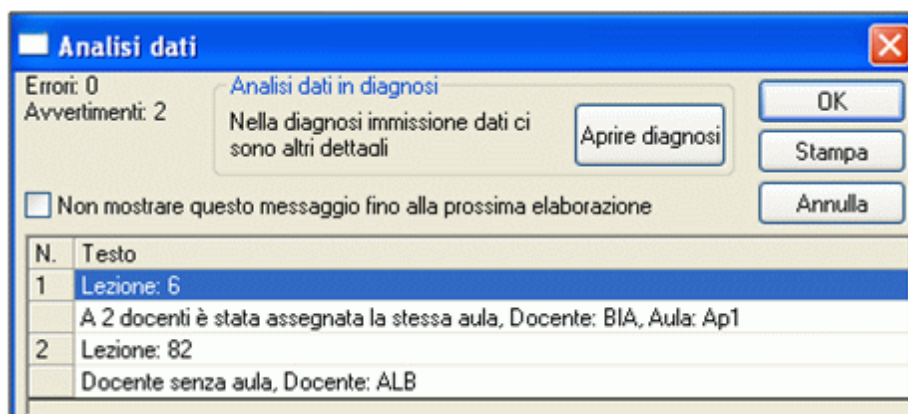 Analisi dati
Errori: 0
Avvertimenti: 2
Analisi dati in diagnosi
Nella diagnosi immissione dati ci
sono altri dettagli
Aprire diagnosi
OK
Stampa
Annulla
Non mostrare questo messaggio fino alla prossima elaborazione
N. Testo
1 Lezione: 6
A 2 docenti è stata assegnata la stessa aula, Docente: BIA, Aula: Ap1
2 Lezione: 82
Docente senza aula, Docente: ALB